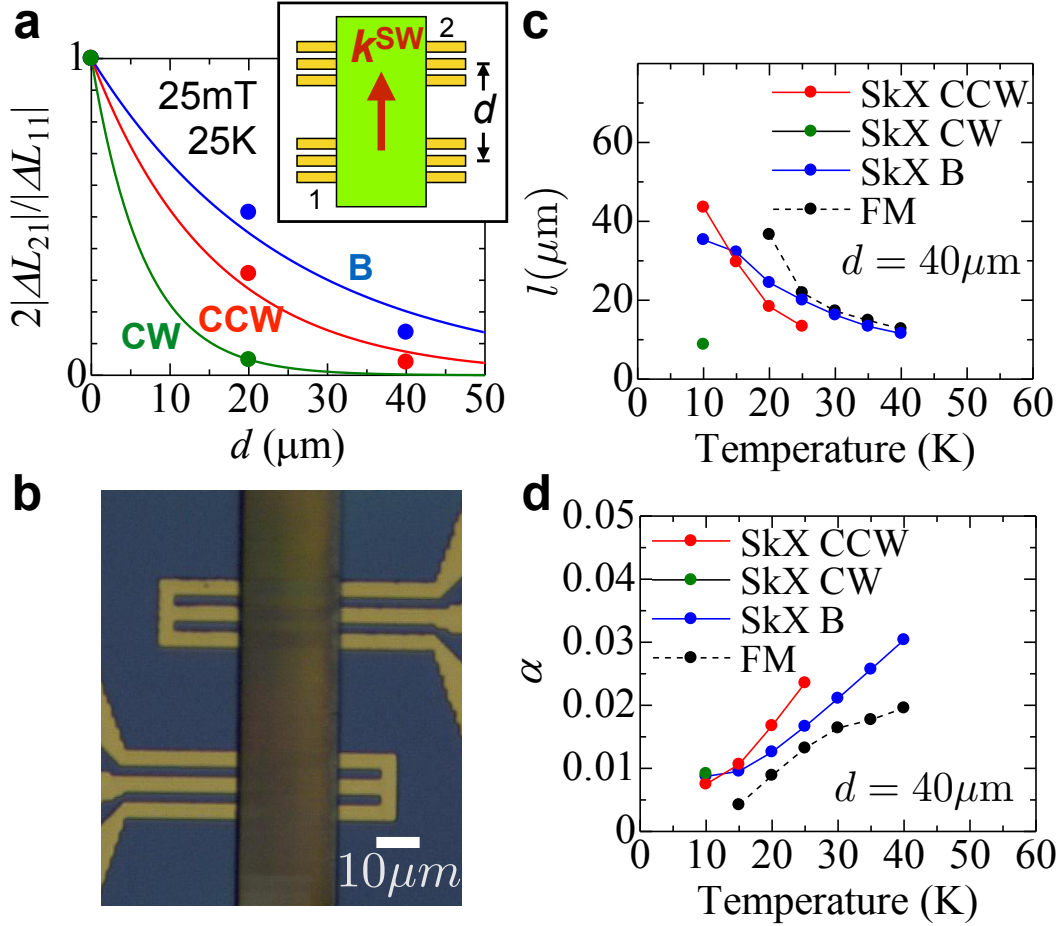 a
1
0
2|ΔL₂₁|/|ΔL₁₁|
25mT
25K
B
CCW
CW
0 10 20 30 40 50
d (μm)
k^SW
2
d
1
b
10μm
c
60
40
20
0
l(μm)
SkX CCW
SkX CW
SkX B
FM
d = 40μm
0 10 20 30 40 50 60
Temperature (K)
d
0.05
0.04
0.03
0.02
0.01
0
α
SkX CCW
SkX CW
SkX B
FM
d = 40μm
0 10 20 30 40 50 60
Temperature (K)